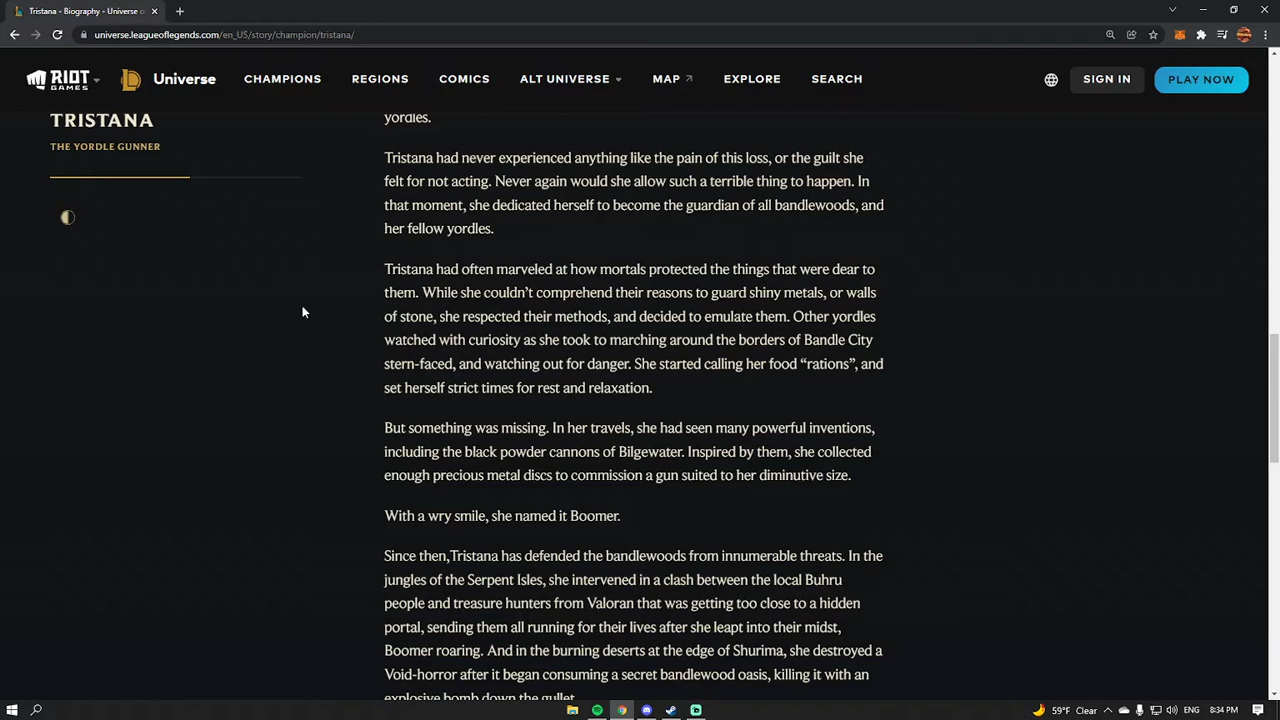 Tristana - Biography - Universe o
universe.leagueoflegends.com/en_US/story/champion/tristana/
RIOT GAMES
Universe
CHAMPIONS
REGIONS
COMICS
ALT UNIVERSE
MAP
EXPLORE
SEARCH
SIGN IN
PLAY NOW
TRISTANA
THE YORDLE GUNNER
yordles.
Tristana had never experienced anything like the pain of this loss, or the guilt she
felt for not acting. Never again would she allow such a terrible thing to happen. In
that moment, she dedicated herself to become the guardian of all bandlewoods, and
her fellow yordles.
Tristana had often marveled at how mortals protected the things that were dear to
them. While she couldn’t comprehend their reasons to guard shiny metals, or walls
of stone, she respected their methods, and decided to emulate them. Other yordles
watched with curiosity as she took to marching around the borders of Bandle City
stern-faced, and watching out for danger. She started calling her food “rations”, and
set herself strict times for rest and relaxation.
But something was missing. In her travels, she had seen many powerful inventions,
including the black powder cannons of Bilgewater. Inspired by them, she collected
enough precious metal discs to commission a gun suited to her diminutive size.
With a wry smile, she named it Boomer.
Since then,Tristana has defended the bandlewoods from innumerable threats. In the
jungles of the Serpent Isles, she intervened in a clash between the local Buhru
people and treasure hunters from Valoran that was getting too close to a hidden
portal, sending them all running for their lives after she leapt into their midst,
Boomer roaring. And in the burning deserts at the edge of Shurima, she destroyed a
Void-horror after it began consuming a secret bandlewood oasis, killing it with an
explosive bomb down the gullet.
59°F Clear
ENG
8:34 PM